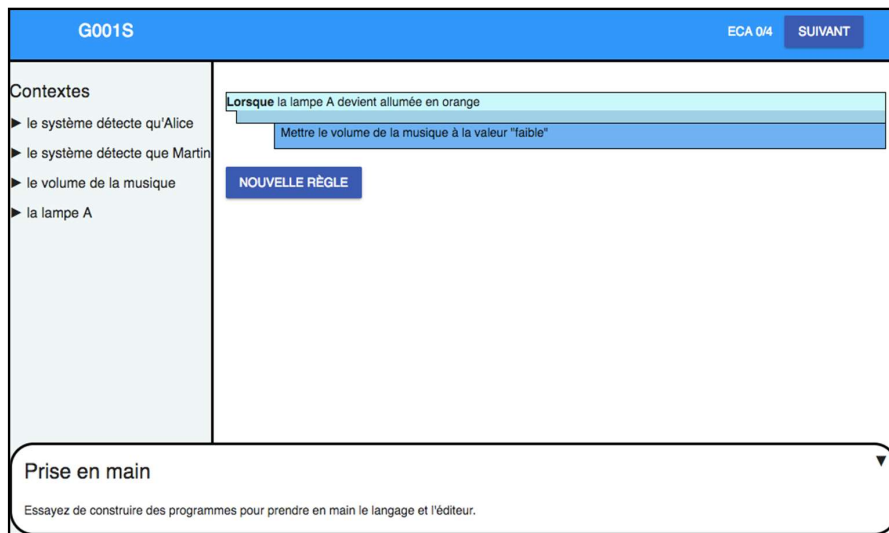 G001S
ECA 0/4
SUIVANT
Contextes
► le système détecte qu'Alice
► le système détecte que Martin
► le volume de la musique
► la lampe A
Lorsque la lampe A devient allumée en orange
Mettre le volume de la musique à la valeur "faible"
NOUVELLE RÈGLE
Prise en main
▼
Essayez de construire des programmes pour prendre en main le langage et l'éditeur.